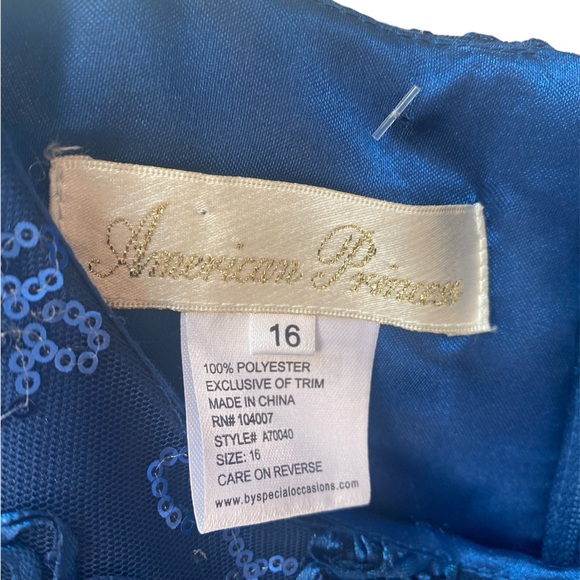 American Princess
16
100% POLYESTER
EXCLUSIVE OF TRIM
MADE IN CHINA
RN# 104007
STYLE# A70040
SIZE: 16
CARE ON REVERSE
www.byspecialoccasions.com